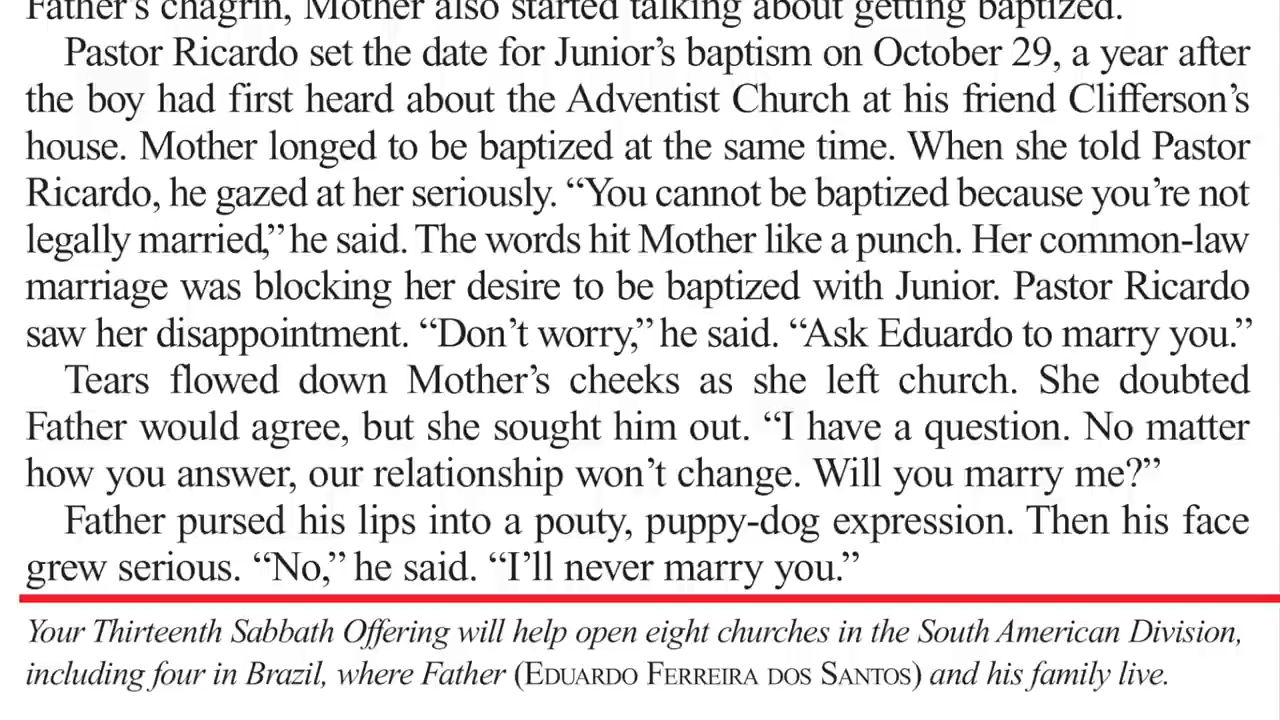 Father's chagrin, Mother also started talking about getting baptized.
Pastor Ricardo set the date for Junior's baptism on October 29, a year after
the boy had first heard about the Adventist Church at his friend Clifferson's
house. Mother longed to be baptized at the same time. When she told Pastor
Ricardo, he gazed at her seriously. “You cannot be baptized because you're not
legally married,” he said. The words hit Mother like a punch. Her common-law
marriage was blocking her desire to be baptized with Junior. Pastor Ricardo
saw her disappointment. “Don't worry,” he said. “Ask Eduardo to marry you.”
Tears flowed down Mother's cheeks as she left church. She doubted
Father would agree, but she sought him out. “I have a question. No matter
how you answer, our relationship won't change. Will you marry me?”
Father pursed his lips into a pouty, puppy-dog expression. Then his face
grew serious. “No,” he said. “I'll never marry you.”
Your Thirteenth Sabbath Offering will help open eight churches in the South American Division,
including four in Brazil, where Father (EDUARDO FERREIRA DOS SANTOS) and his family live.